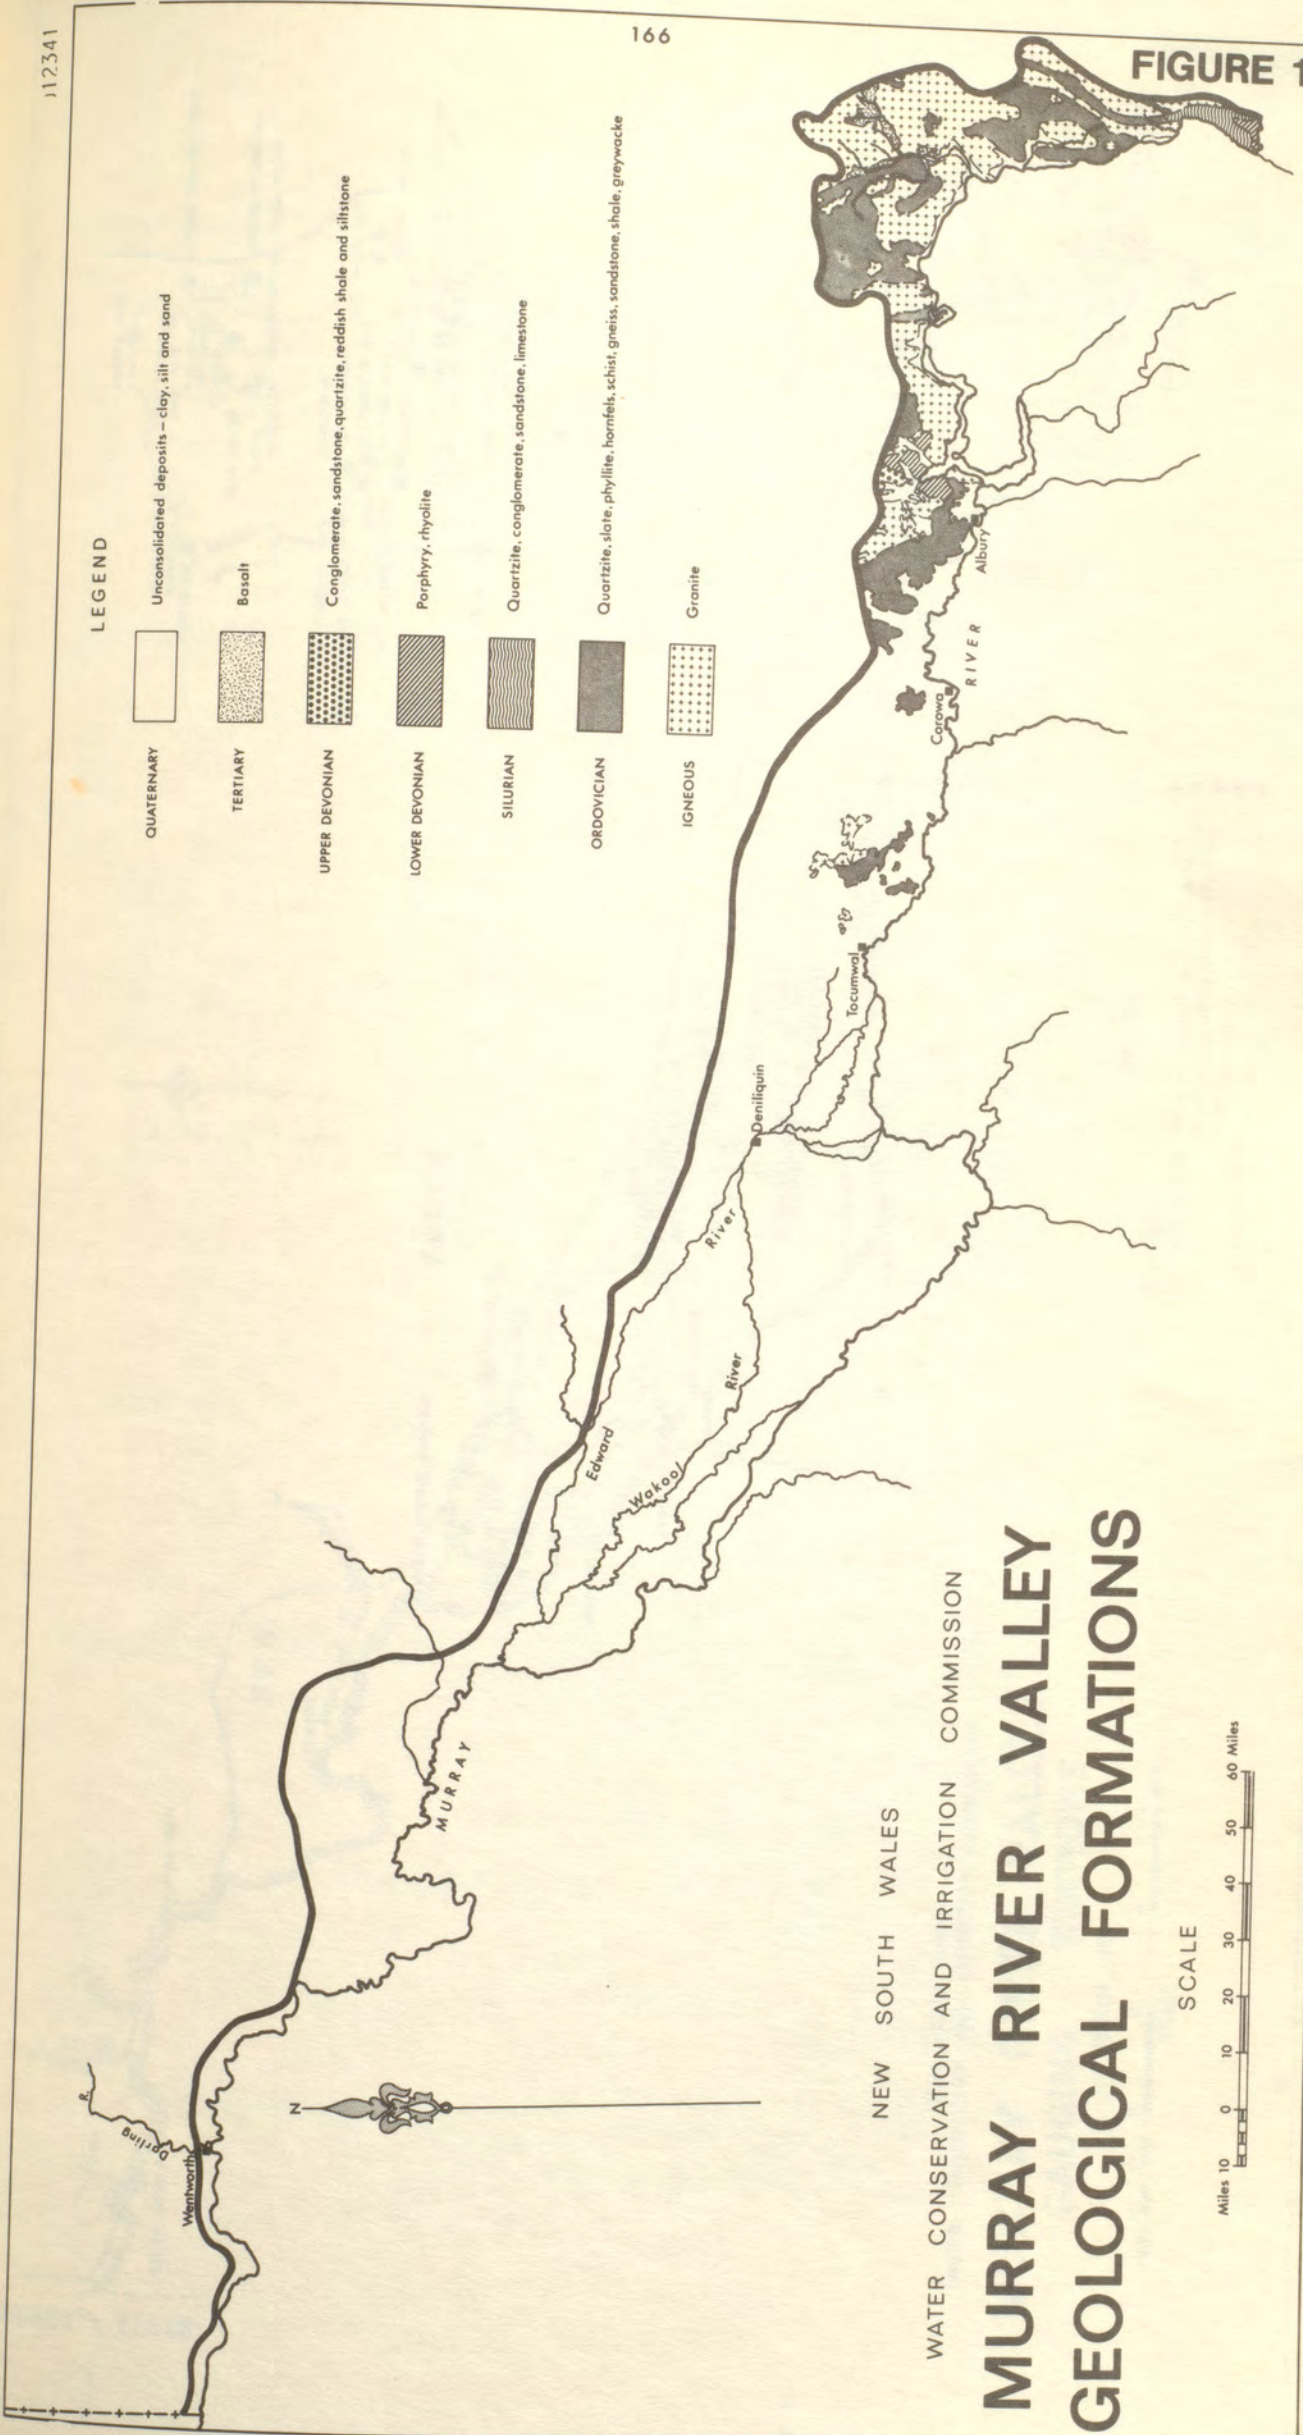 112341
166
FIGURE 1
LEGEND
QUATERNARY Unconsolidated deposits – clay, silt and sand
TERTIARY Basalt
UPPER DEVONIAN Conglomerate, sandstone, quartzite, reddish shale and siltstone
LOWER DEVONIAN Porphyry, rhyolite
SILURIAN Quartzite, conglomerate, sandstone, limestone
ORDOVICIAN Quartzite, slate, phyllite, hornfels, schist, gneiss, sandstone, shale, greywacke
IGNEOUS Granite
Darling R.
Wentworth
N
MURRAY
Edward
River
Wakool
River
Deniliquin
Tocumwal
Corowa
RIVER
Albury
NEW SOUTH WALES
WATER CONSERVATION AND IRRIGATION COMMISSION
MURRAY RIVER VALLEY
GEOLOGICAL FORMATIONS
SCALE
Miles 10 0 10 20 30 40 50 60 Miles